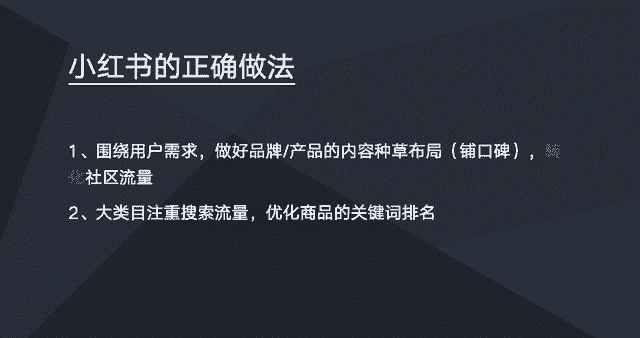 小红书的正确做法
1、围绕用户需求，做好品牌/产品的内容种草布局（铺口碑），转
化社区流量
2、大类目注重搜索流量，优化商品的关键词排名